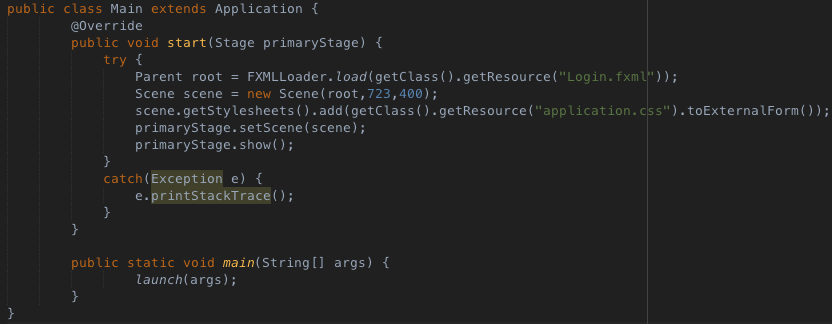 public class Main extends Application {
@Override
public void start(Stage primaryStage) {
try {
Parent root = FXMLLoader.load(getClass().getResource("Login.fxml"));
Scene scene = new Scene(root,723,400);
scene.getStylesheets().add(getClass().getResource("application.css").toExternalForm());
primaryStage.setScene(scene);
primaryStage.show();
}
catch(Exception e) {
e.printStackTrace();
}
}
public static void main(String[] args) {
launch(args);
}
}